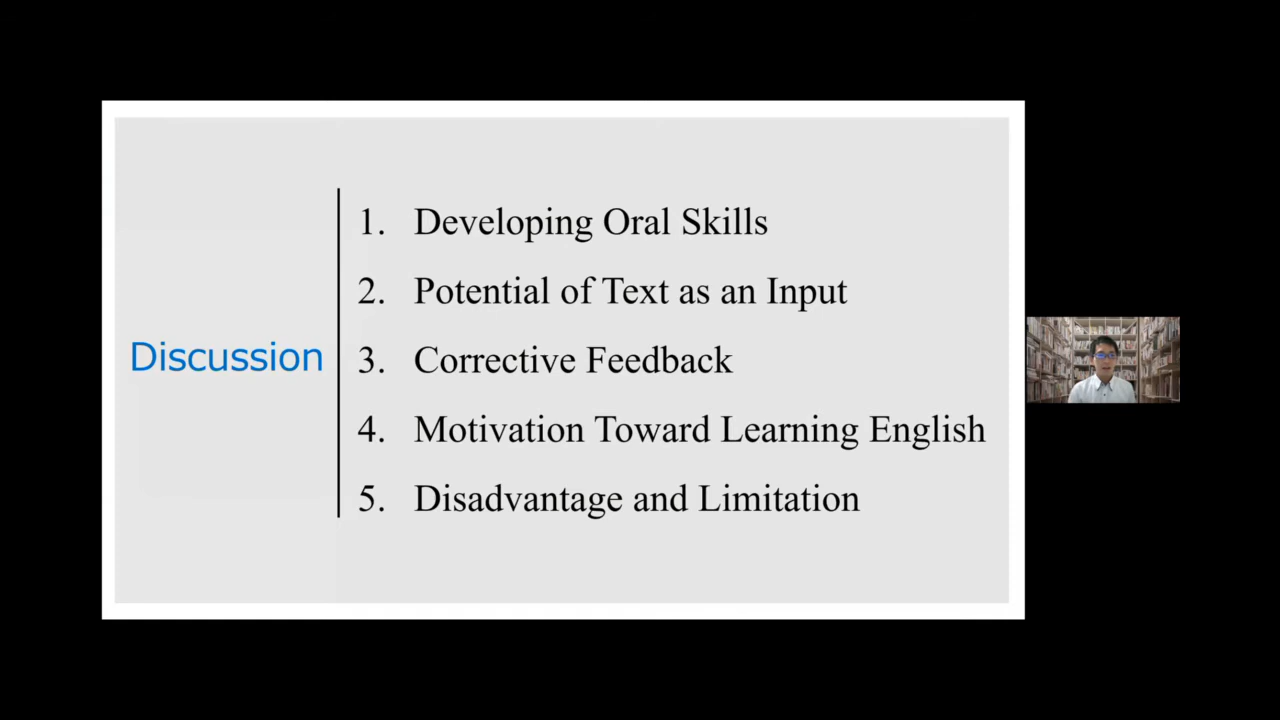 Discussion
1. Developing Oral Skills
2. Potential of Text as an Input
3. Corrective Feedback
4. Motivation Toward Learning English
5. Disadvantage and Limitation